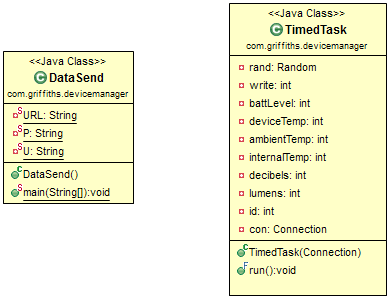 <<Java Class>>
DataSend
com.griffiths.devicemanager
URL: String
P: String
U: String
DataSend()
main(String[]):void
<<Java Class>>
TimedTask
com.griffiths.devicemanager
rand: Random
write: int
battLevel: int
deviceTemp: int
ambientTemp: int
internalTemp: int
decibels: int
lumens: int
id: int
con: Connection
TimedTask(Connection)
run():void